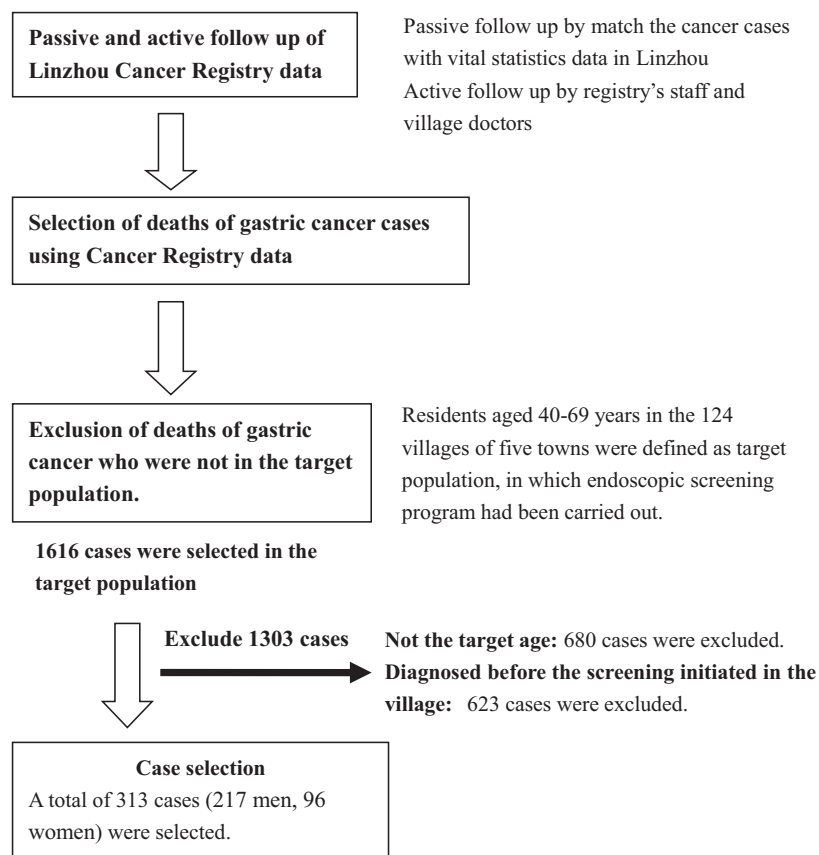 Passive and active follow up of
Linzhou Cancer Registry data
Passive follow up by match the cancer cases
with vital statistics data in Linzhou
Active follow up by registry's staff and
village doctors
Selection of deaths of gastric cancer cases
using Cancer Registry data
Exclusion of deaths of gastric
cancer who were not in the target
population.
Residents aged 40-69 years in the 124
villages of five towns were defined as target
population, in which endoscopic screening
program had been carried out.
1616 cases were selected in the
target population
Exclude 1303 cases
Not the target age: 680 cases were excluded.
Diagnosed before the screening initiated in the
village: 623 cases were excluded.
Case selection
A total of 313 cases (217 men, 96
women) were selected.